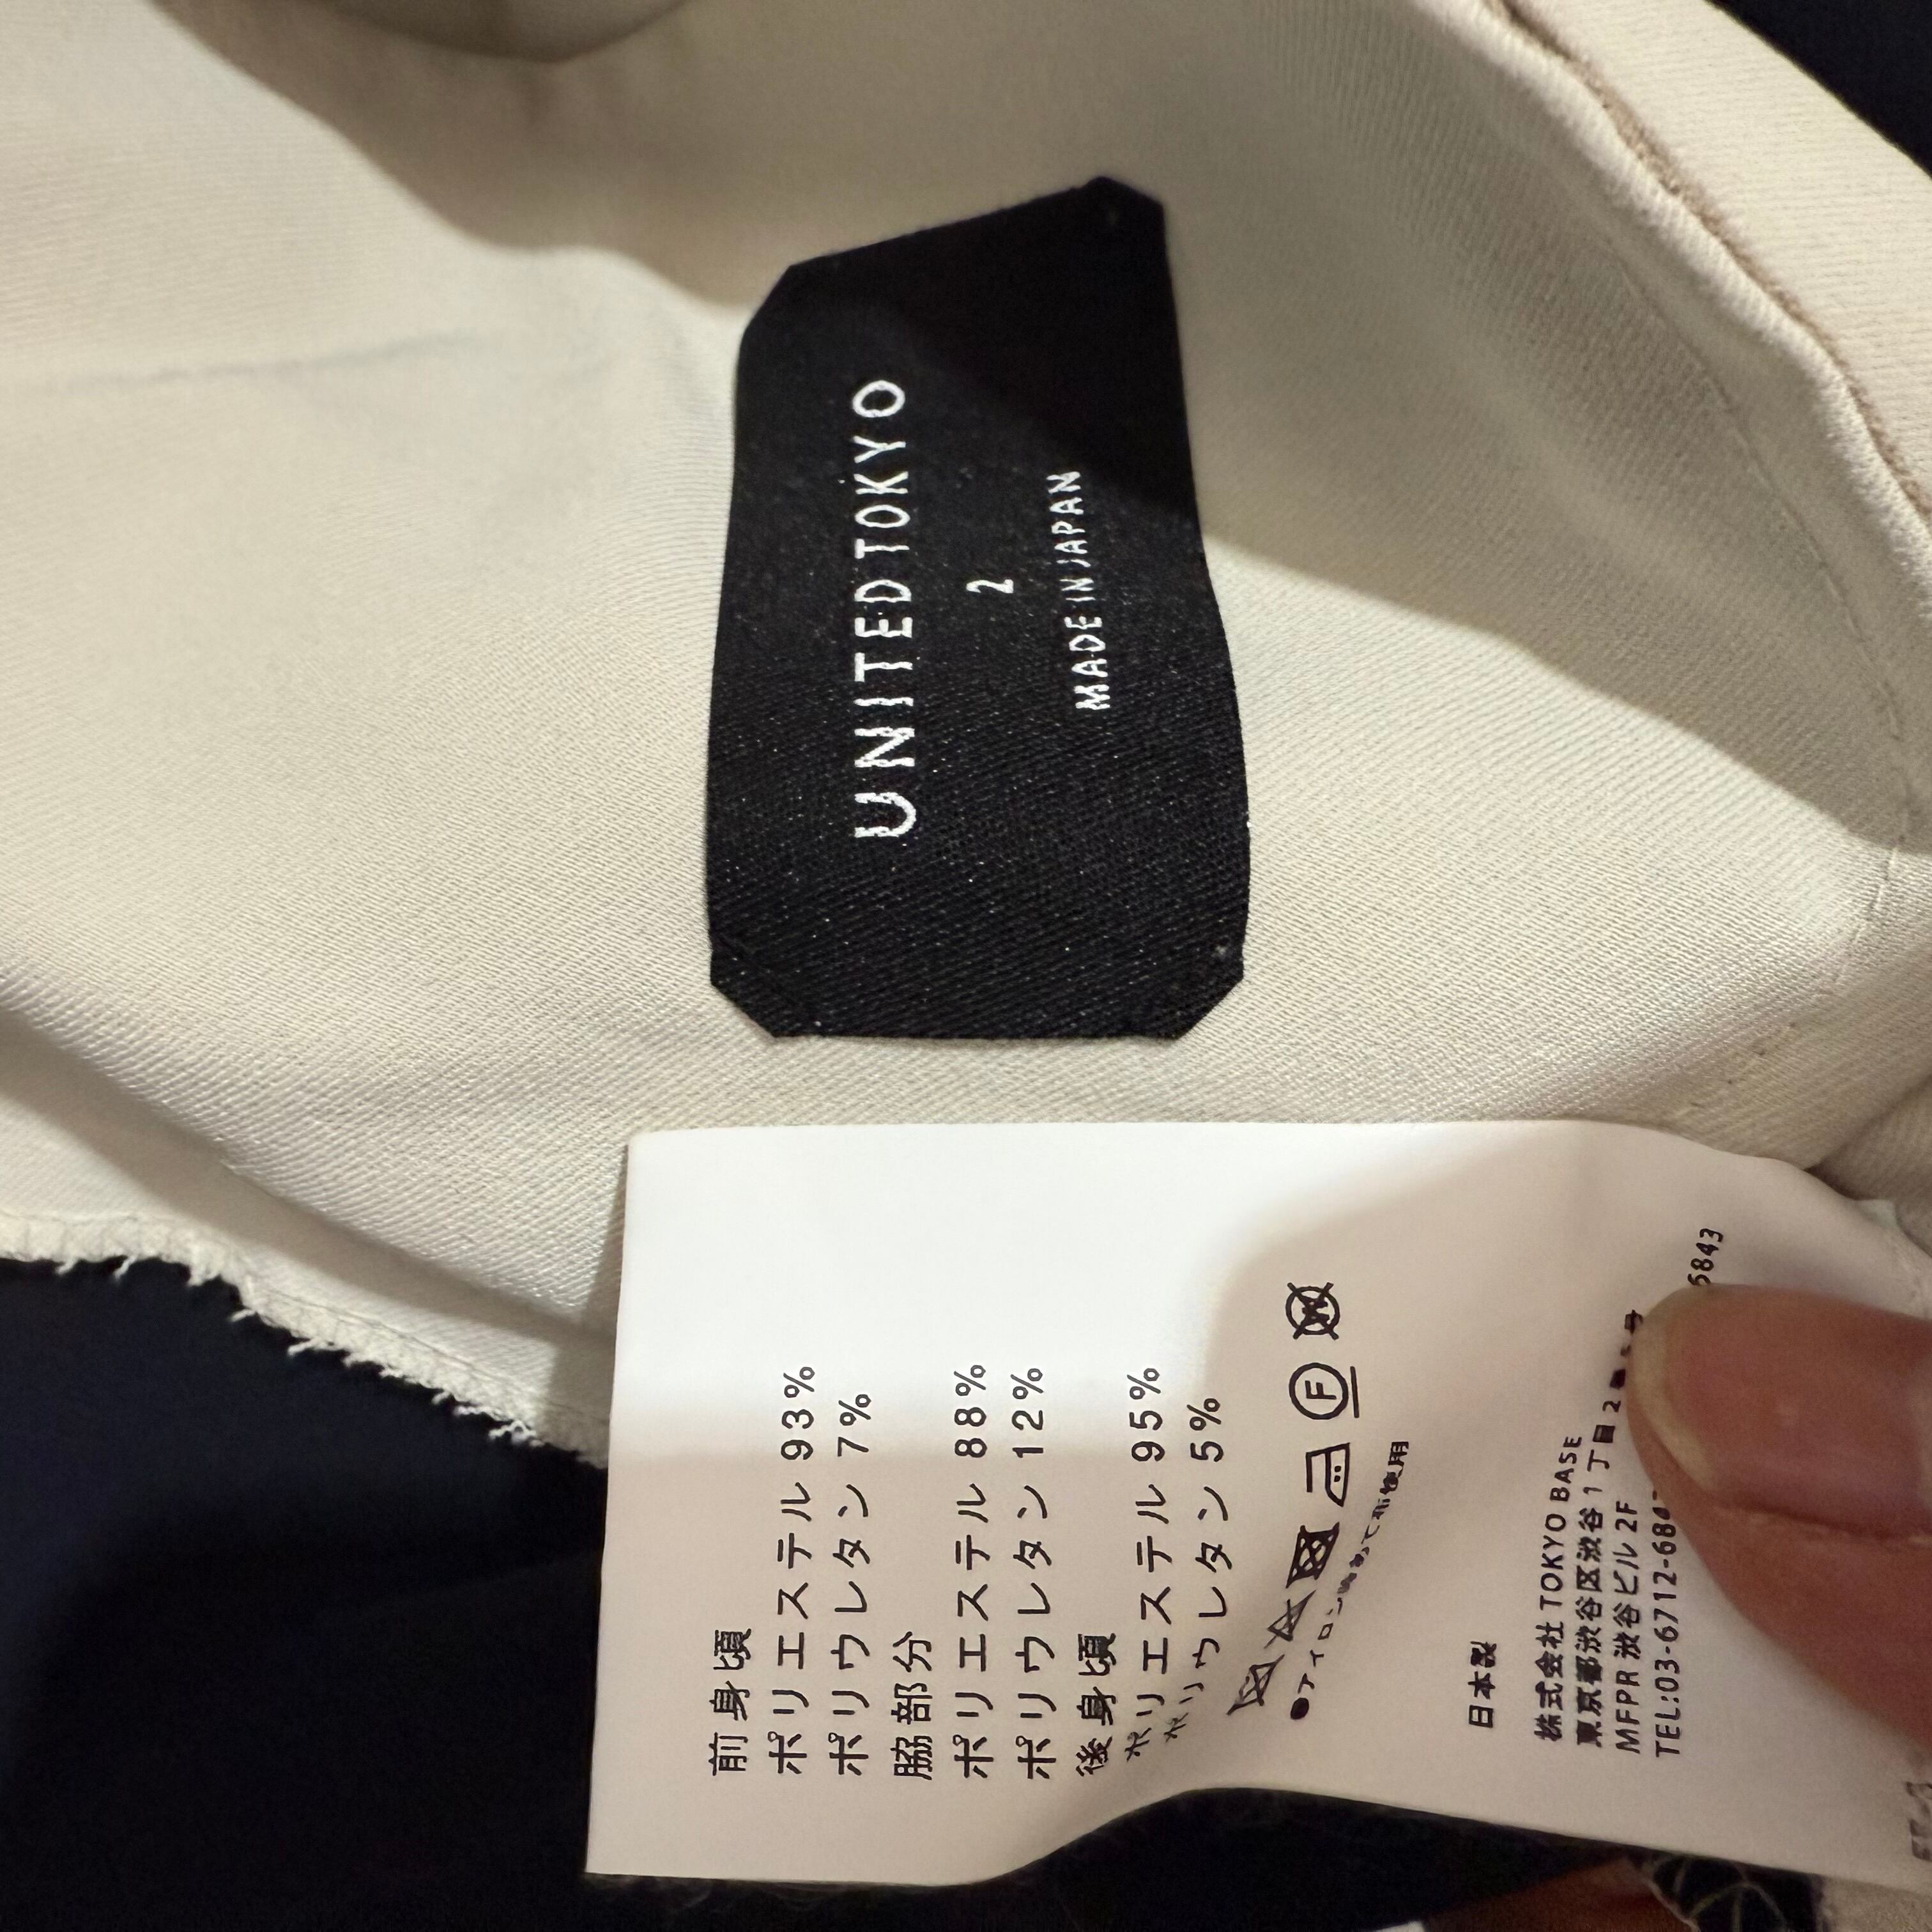 UNITED TOKYO
2
MADE IN JAPAN
前身頃
ポリエステル 93%
ポリウレタン 7%
脇部分
ポリエステル 88%
ポリウレタン 12%
後身頃
ポリエステル 95%
ポリウレタン 5%
F
W
●アイロン時あて布使用
日本製
株式会社 TOKYO BASE
東京都渋谷区渋谷1丁目2
MFPR 渋谷ビル 2F
TEL:03-6712-684
5843